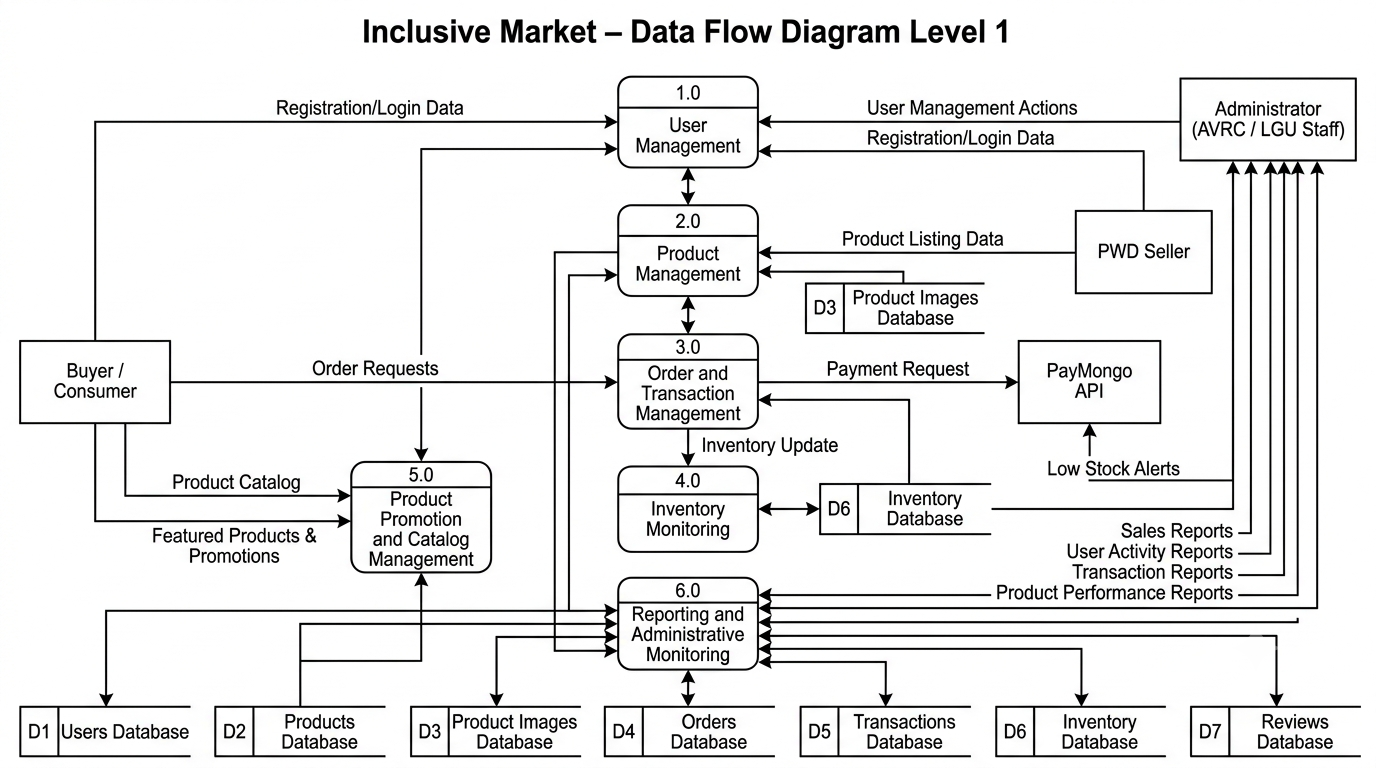 Inclusive Market – Data Flow Diagram Level 1
Registration/Login Data
1.0
User
Management
User Management Actions
Registration/Login Data
Administrator
(AVRC / LGU Staff)
2.0
Product
Management
Product Listing Data
PWD Seller
D3
Product Images
Database
Buyer /
Consumer
Order Requests
3.0
Order and
Transaction
Management
Payment Request
PayMongo
API
Inventory Update
Low Stock Alerts
Product Catalog
Featured Products &
Promotions
5.0
Product
Promotion
and Catalog
Management
4.0
Inventory
Monitoring
D6
Inventory
Database
Sales Reports
User Activity Reports
Transaction Reports
Product Performance Reports
6.0
Reporting and
Administrative
Monitoring
D1
Users Database
D2
Products
Database
D3
Product Images
Database
D4
Orders
Database
D5
Transactions
Database
D6
Inventory
Database
D7
Reviews
Database